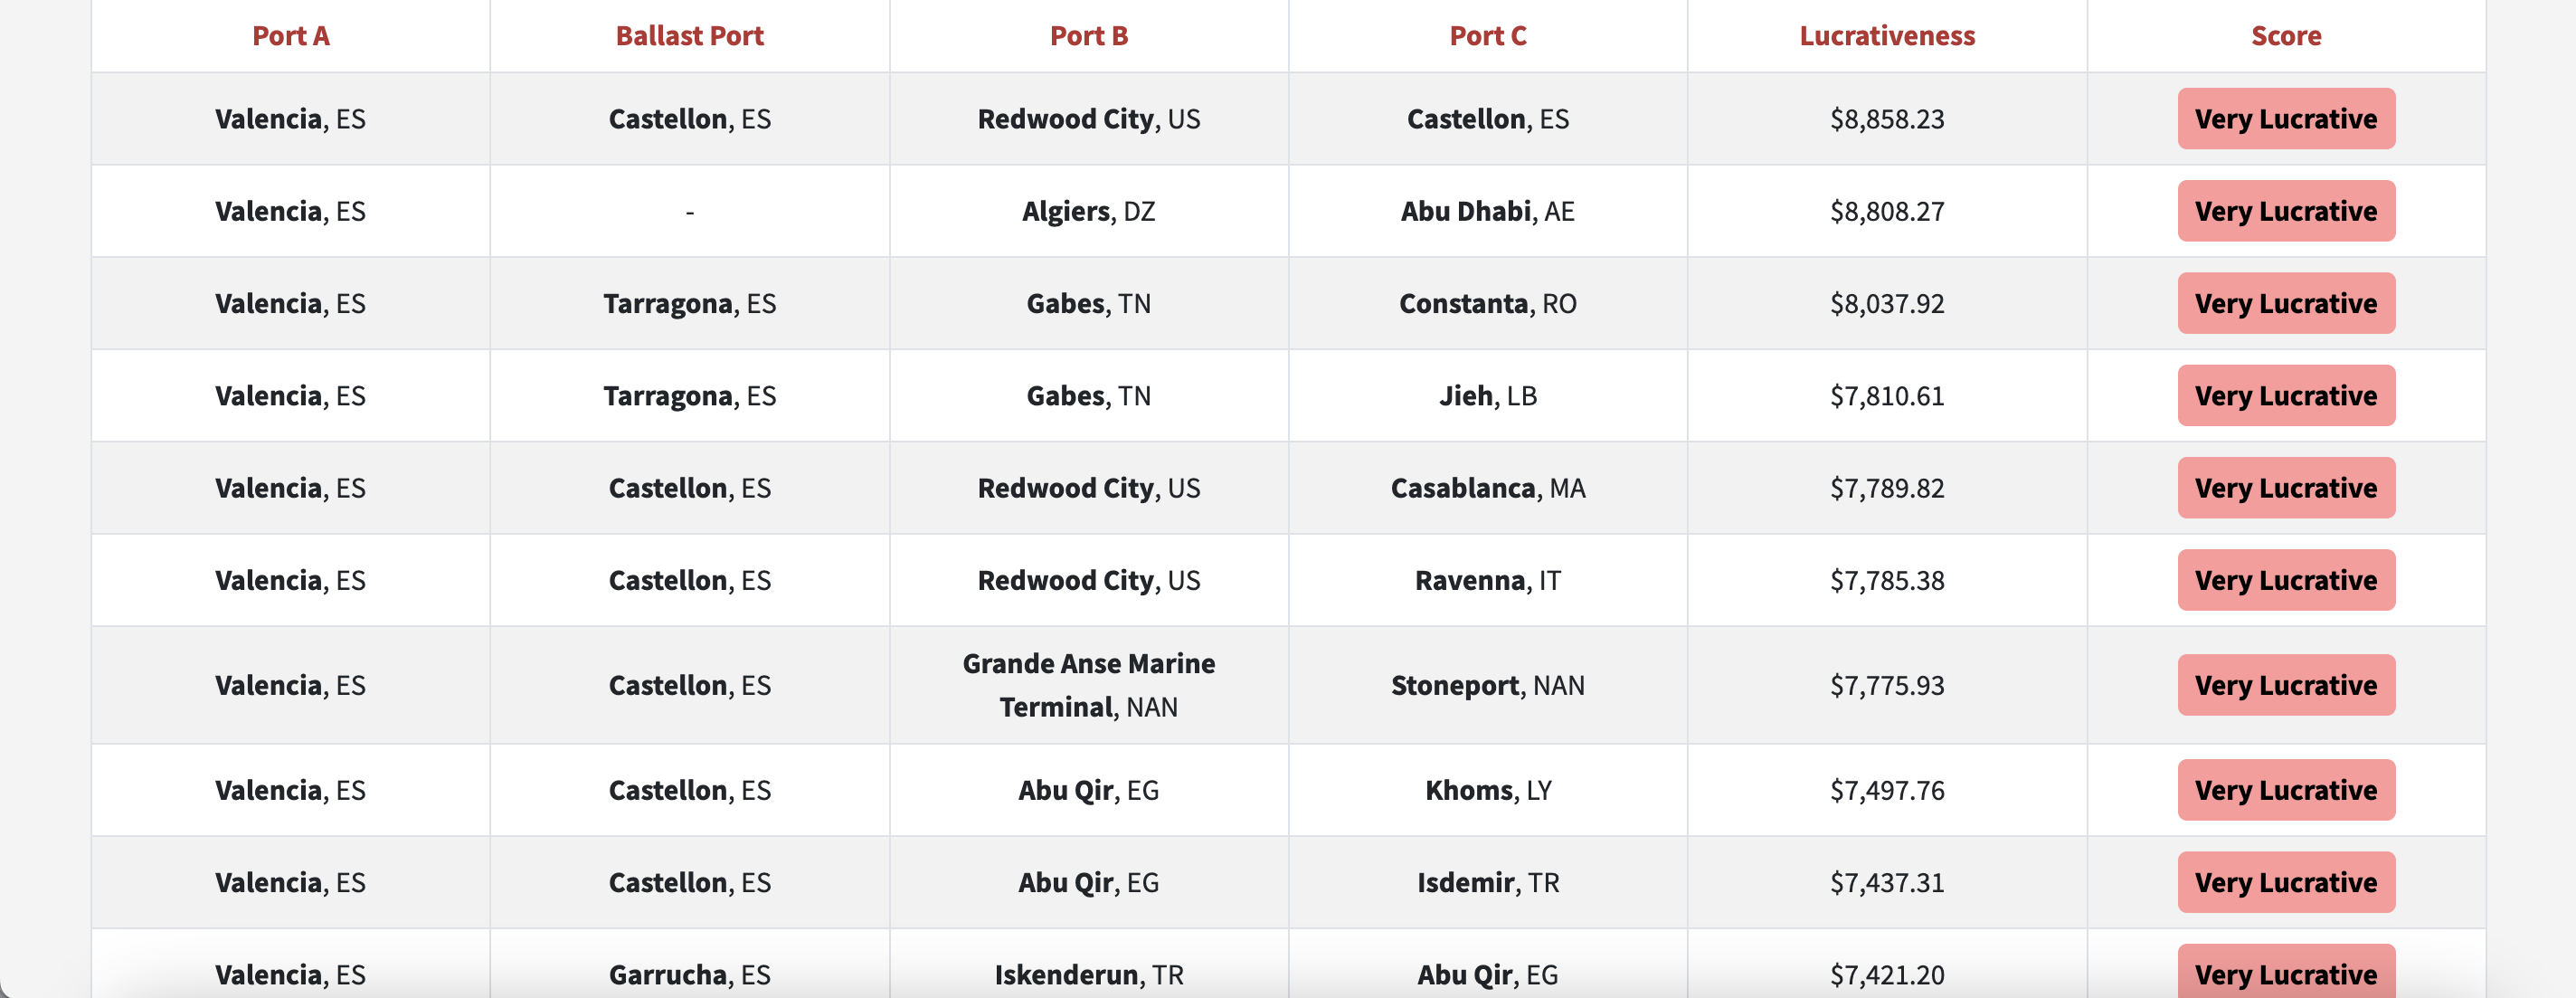 Port A Ballast Port Port B Port C Lucrativeness Score
Valencia, ES Castellon, ES Redwood City, US Castellon, ES $8,858.23 Very Lucrative
Valencia, ES - Algiers, DZ Abu Dhabi, AE $8,808.27 Very Lucrative
Valencia, ES Tarragona, ES Gabes, TN Constanta, RO $8,037.92 Very Lucrative
Valencia, ES Tarragona, ES Gabes, TN Jieh, LB $7,810.61 Very Lucrative
Valencia, ES Castellon, ES Redwood City, US Casablanca, MA $7,789.82 Very Lucrative
Valencia, ES Castellon, ES Redwood City, US Ravenna, IT $7,785.38 Very Lucrative
Grande Anse Marine
Valencia, ES Castellon, ES Terminal, NAN Stoneport, NAN $7,775.93 Very Lucrative
Valencia, ES Castellon, ES Abu Qir, EG Khoms, LY $7,497.76 Very Lucrative
Valencia, ES Castellon, ES Abu Qir, EG Isdemir, TR $7,437.31 Very Lucrative
Valencia, ES Garrucha, ES Iskenderun, TR Abu Qir, EG $7,421.20 Very Lucrative